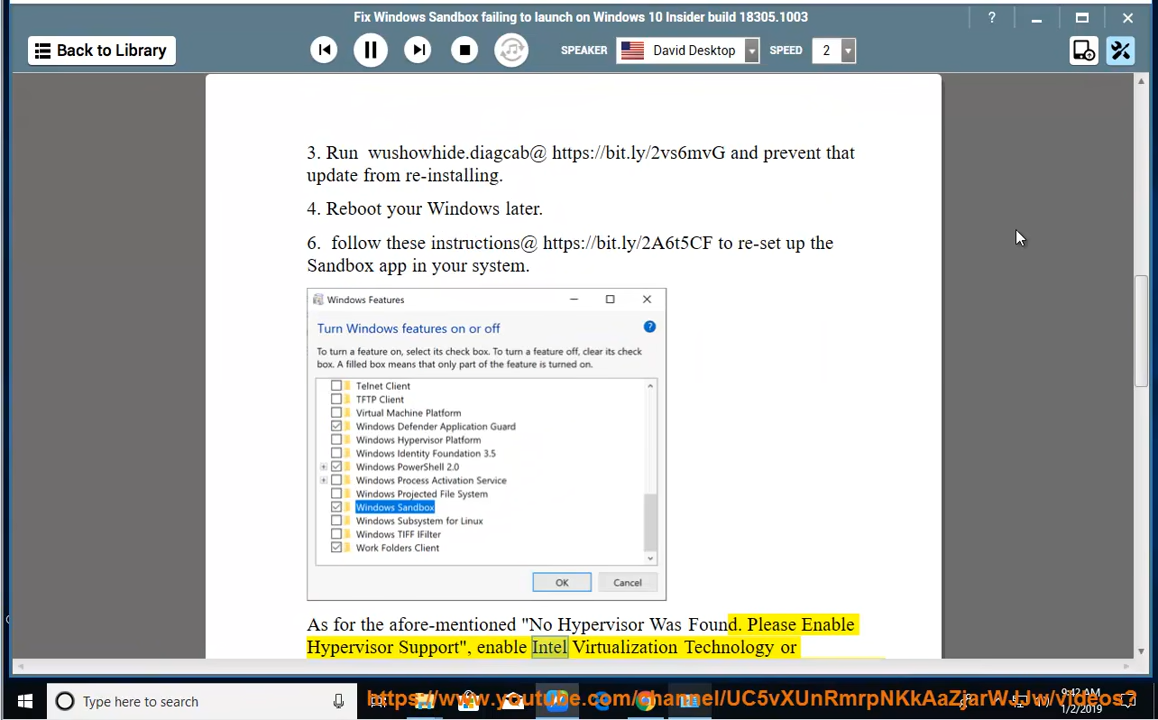 Fix Windows Sandbox failing to launch on Windows 10 Insider build 18305.1003
?
Back to Library
SPEAKER
David Desktop
SPEED
2
3. Run wushowhide.diagcab@ https://bit.ly/2vs6mvG and prevent that
update from re-installing.
4. Reboot your Windows later.
6. follow these instructions@ https://bit.ly/2A6t5CF to re-set up the
Sandbox app in your system.
Windows Features
Turn Windows features on or off
?
To turn a feature on, select its check box. To turn a feature off, clear its check
box. A filled box means that only part of the feature is turned on.
Telnet Client
TFTP Client
Virtual Machine Platform
Windows Defender Application Guard
Windows Hypervisor Platform
Windows Identity Foundation 3.5
Windows PowerShell 2.0
Windows Process Activation Service
Windows Projected File System
Windows Sandbox
Windows Subsystem for Linux
Windows TIFF IFilter
Work Folders Client
OK
Cancel
As for the afore-mentioned "No Hypervisor Was Found. Please Enable
Hypervisor Support", enable Intel Virtualization Technology or
Type here to search
https://www.youtube.com/channel/UC5vXUnRmrpNKkAaZjarWJJw/videos3
9:42 AM
1/2/2019